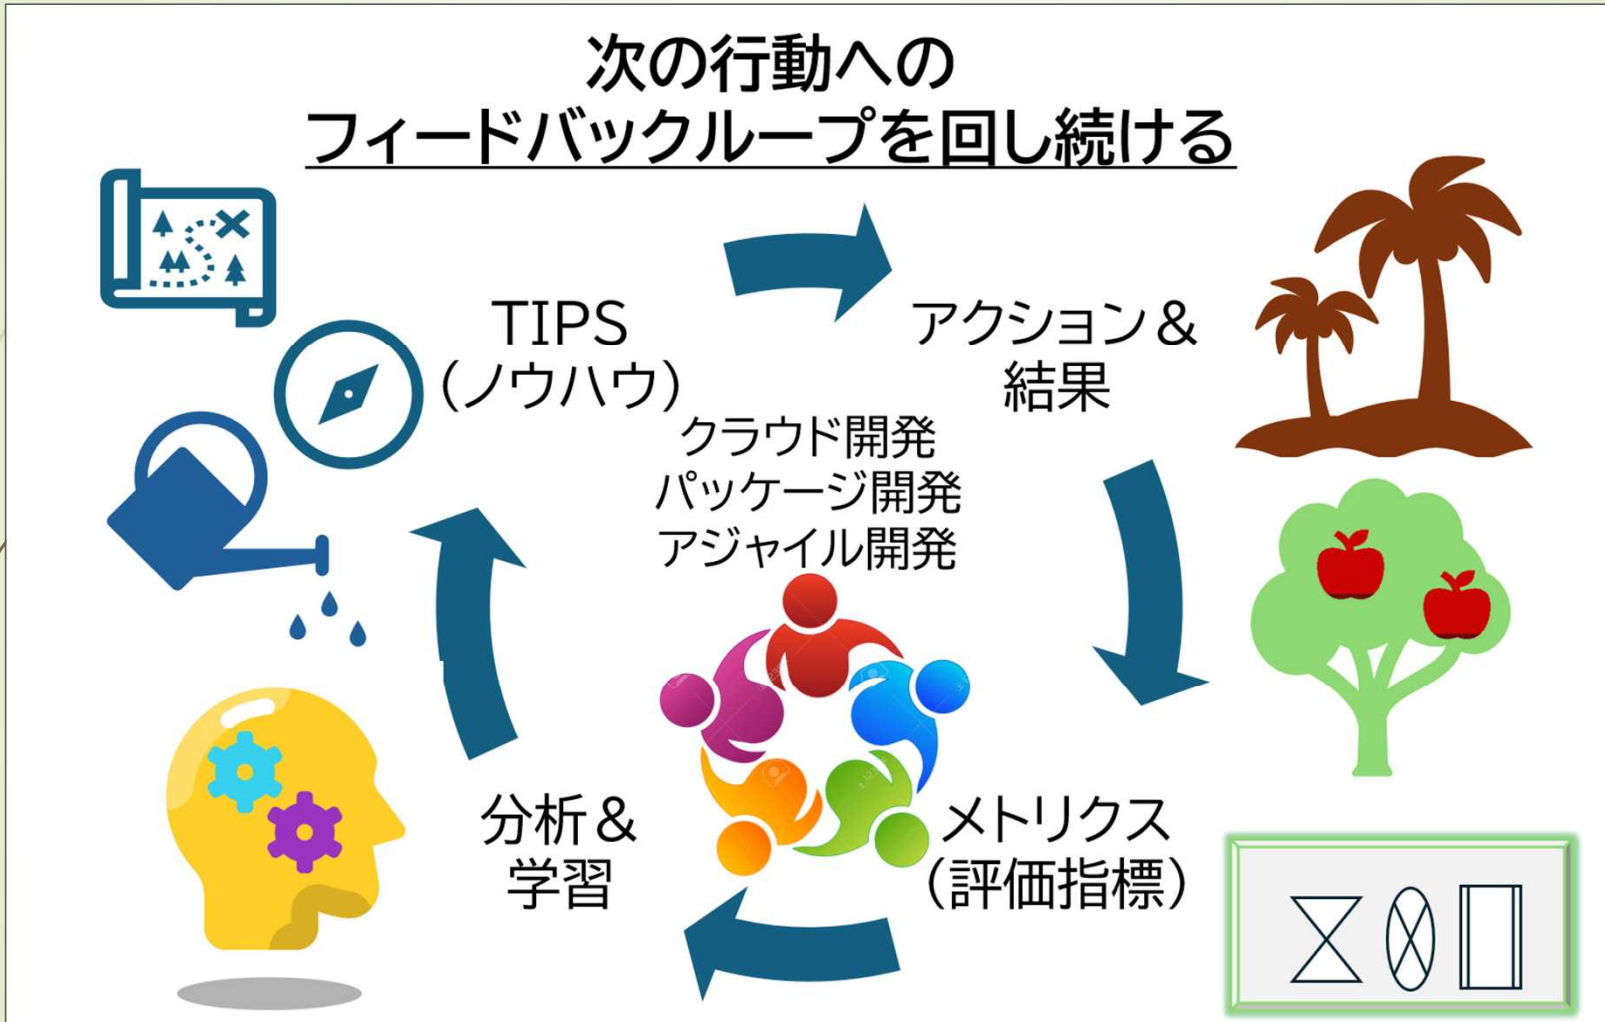 次の行動への
フィードバックループを回し続ける
TIPS
(ノウハウ)
アクション&
結果
クラウド開発
パッケージ開発
アジャイル開発
分析&
学習
メトリクス
(評価指標)